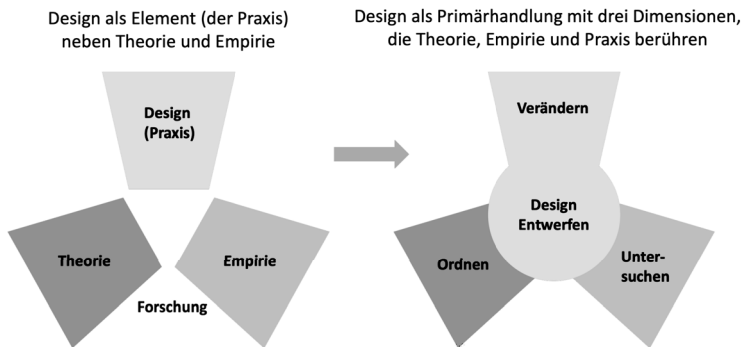 Design als Element (der Praxis)
neben Theorie und Empirie
Design als Primärhandlung mit drei Dimensionen,
die Theorie, Empirie und Praxis berühren
Design
(Praxis)
Theorie
Empirie
Forschung
Verändern
Design
Entwerfen
Ordnen
Unter-
suchen